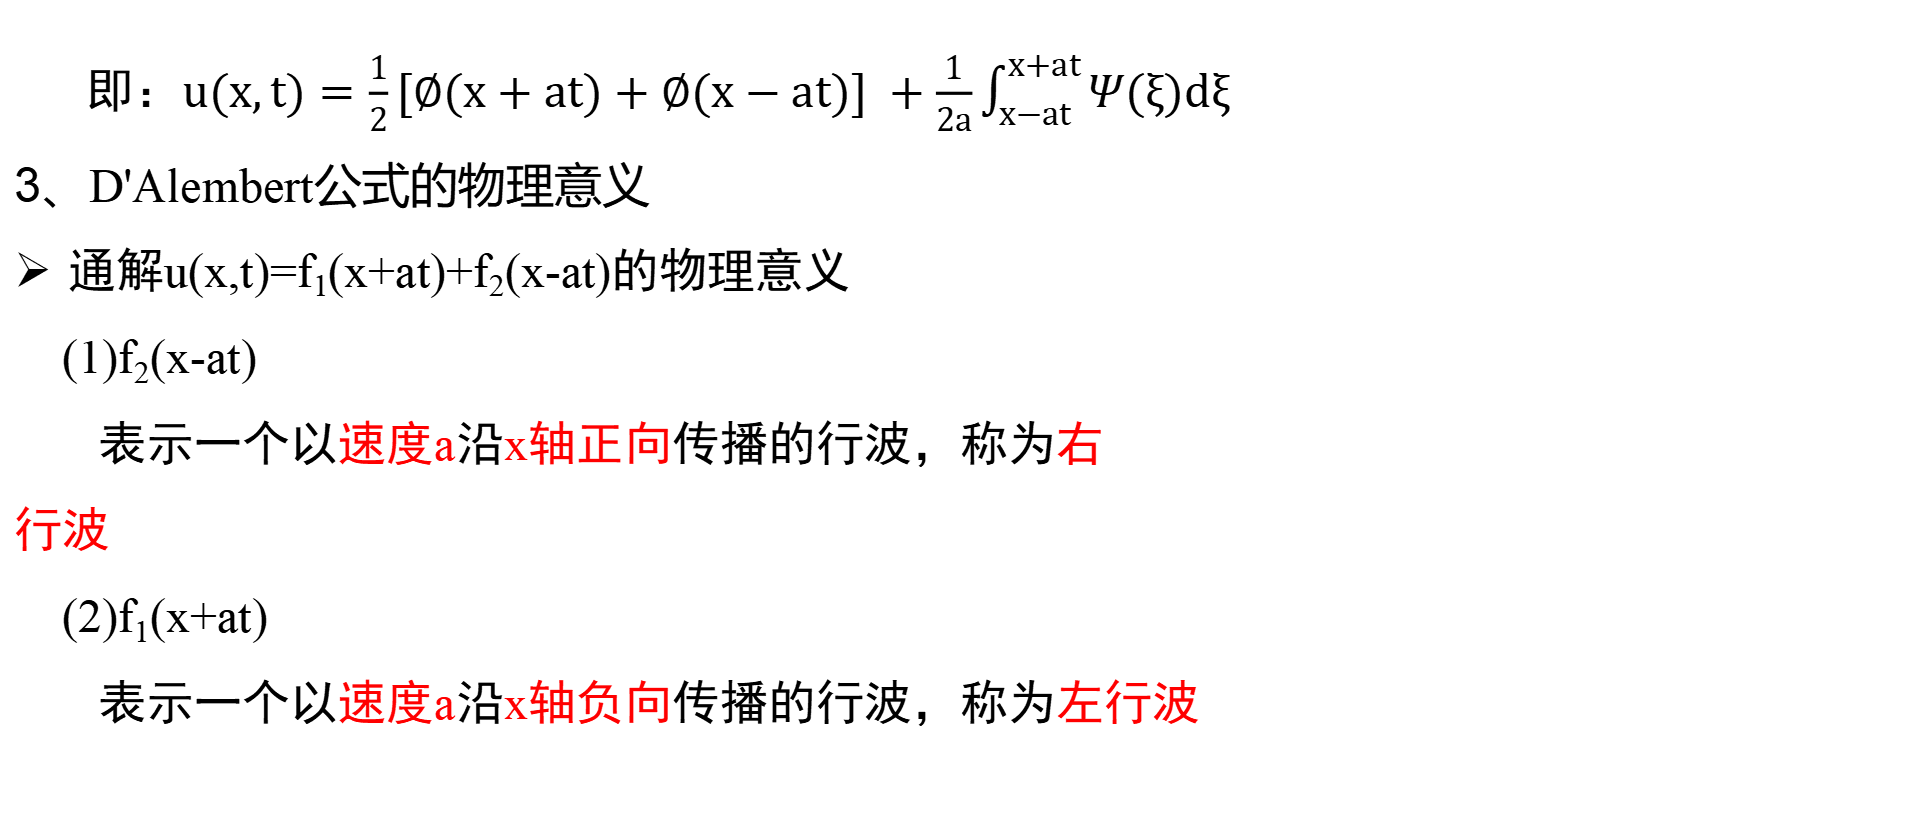 即：u(x,t) = 1/2 [∅(x + at) + ∅(x − at)] + 1/2a ∫_{x−at}^{x+at} Ψ(ξ)dξ
3、D'Alembert公式的物理意义
➢ 通解u(x,t)=f₁(x+at)+f₂(x-at)的物理意义
(1)f₂(x-at)
表示一个以速度a沿x轴正向传播的行波，称为右
行波
(2)f₁(x+at)
表示一个以速度a沿x轴负向传播的行波，称为左行波